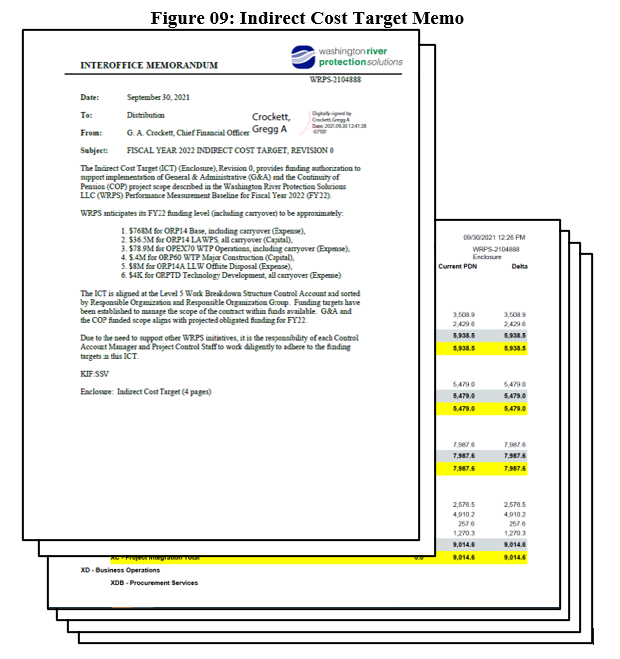 Figure 09: Indirect Cost Target Memo
washingtonriver
protectionsolutions
INTEROFFICE MEMORANDUM
WRPS-2104888
Date: September 30, 2021
To: Distribution
From: G. A. Crockett, Chief Financial Officer
Crockett,
Gregg A
Digitally signed by
Crockett, Gregg A
Date: 2021.09.30 12:41:28
-07'00'
Subject: FISCAL YEAR 2022 INDIRECT COST TARGET, REVISION 0
The Indirect Cost Target (ICT) (Enclosure), Revision 0, provides funding authorization to
support implementation of General & Administrative (G&A) and the Continuity of
Pension (COP) project scope described in the Washington River Protection Solutions
LLC (WRPS) Performance Measurement Baseline for Fiscal Year 2022 (FY22).
WRPS anticipates its FY22 funding level (including carryover) to be approximately:
1. $768M for ORP14 Base, including carryover (Expense),
2. $36.5M for ORP14 LAWPS, all carryover (Capital),
3. $78.9M for OPEX70 WTP Operations, including carryover (Expense),
4. $.4M for ORP60 WTP Major Construction (Capital),
5. $8M for ORP14A LLW Offsite Disposal (Expense),
6. $4K for ORPTD Technology Development, all carryover (Expense)
The ICT is aligned at the Level 5 Work Breakdown Structure Control Account and sorted
by Responsible Organization and Responsible Organization Group. Funding targets have
been established to manage the scope of the contract within funds available. G&A and
the COP funded scope aligns with projected obligated funding for FY22.
Due to the need to support other WRPS initiatives, it is the responsibility of each Control
Account Manager and Project Control Staff to work diligently to adhere to the funding
targets in this ICT.
KIF:SSV
Enclosure: Indirect Cost Target (4 pages)
09/30/2021 12:26 PM
WRPS-2104888
Enclosure
Current PDN Delta
3,508.9 3,508.9
2,429.6 2,429.6
5,938.5 5,938.5
5,938.5 5,938.5
5,479.0 5,479.0
5,479.0 5,479.0
5,479.0 5,479.0
7,987.6 7,987.6
7,987.6 7,987.6
7,987.6 7,987.6
2,576.5 2,576.5
4,910.2 4,910.2
257.6 257.6
1,270.3 1,270.3
9,014.6 9,014.6
XC - Project Integration Total 0.0 9,014.6 9,014.6
XD - Business Operations
XDB - Procurement Services